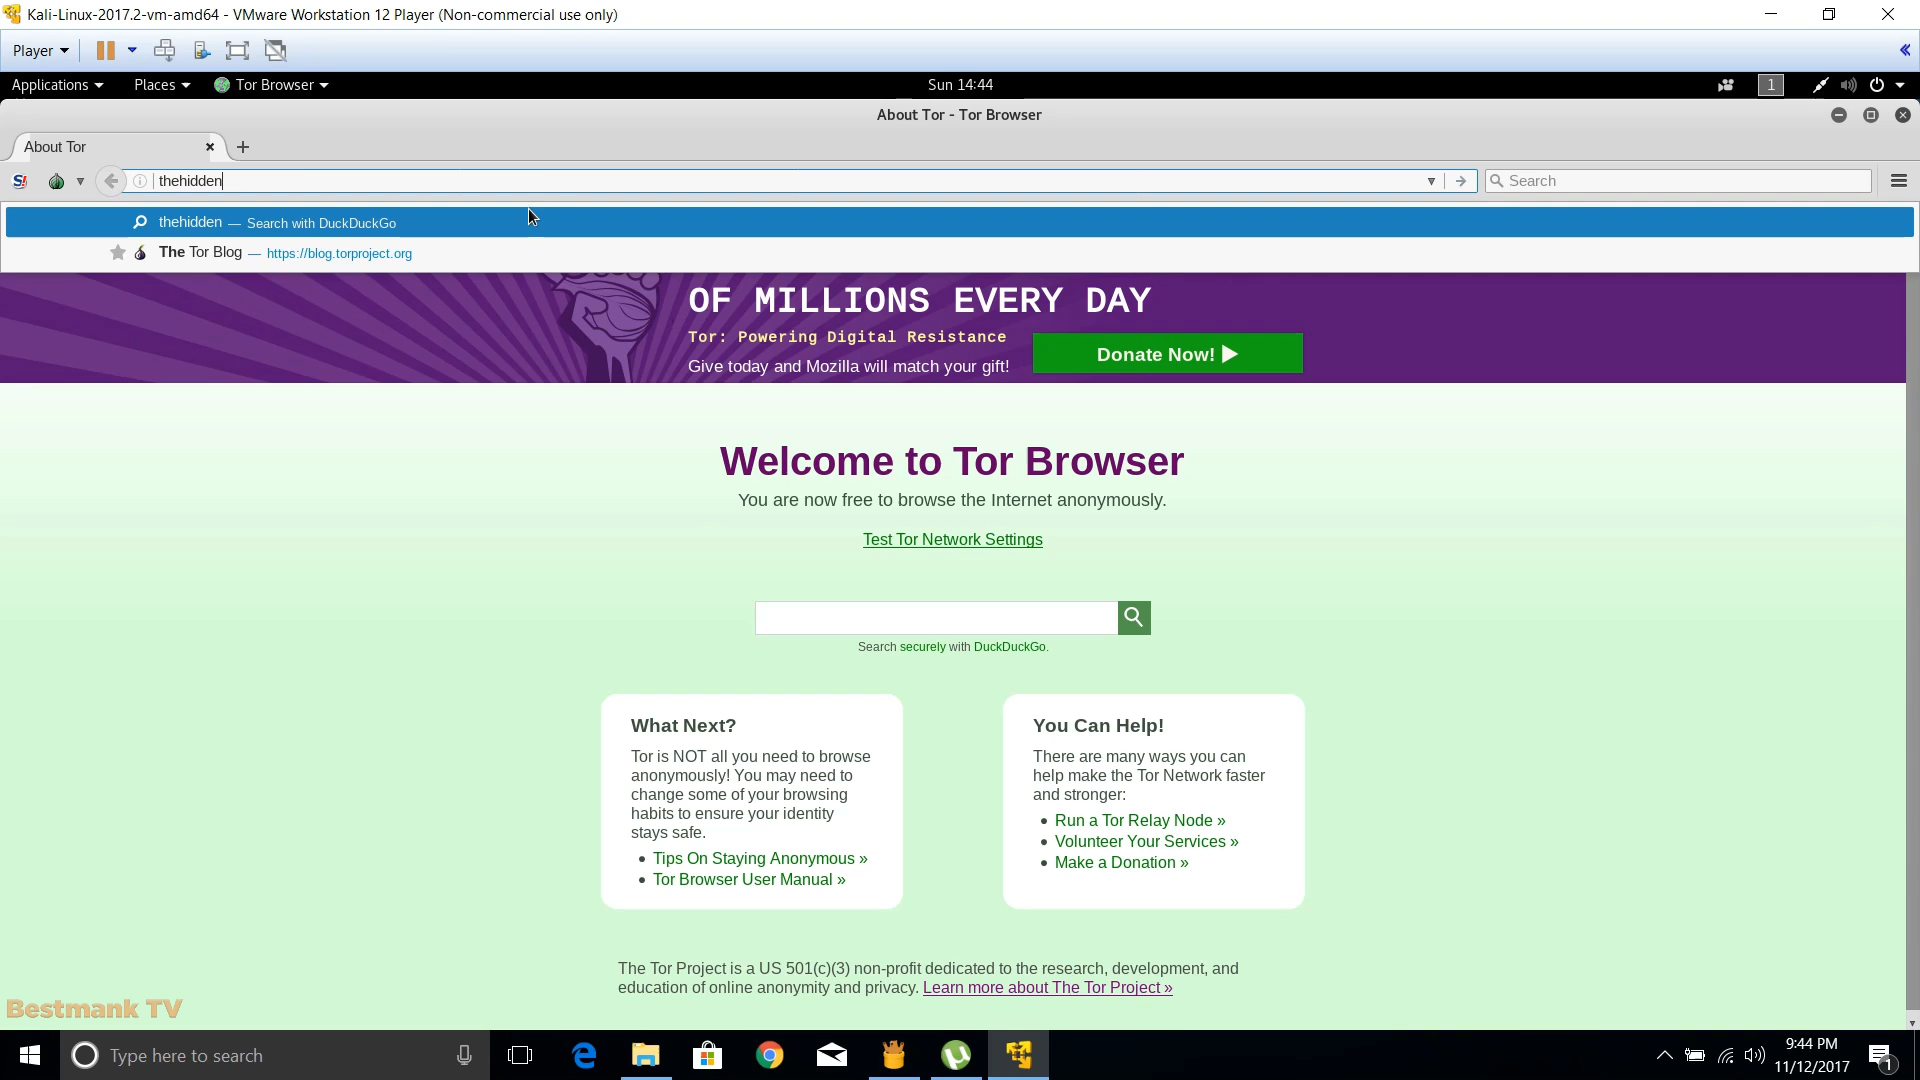 Kali-Linux-2017.2-vm-amd64 - VMware Workstation 12 Player (Non-commercial use only)
Player
Applications Places Tor Browser Sun 14:44 1
About Tor - Tor Browser
About Tor
S! thehidden Search
thehidden — Search with DuckDuckGo
The Tor Blog — https://blog.torproject.org
OF MILLIONS EVERY DAY
Tor: Powering Digital Resistance
Give today and Mozilla will match your gift!
Donate Now!
Welcome to Tor Browser
You are now free to browse the Internet anonymously.
Test Tor Network Settings
Search securely with DuckDuckGo.
What Next?
Tor is NOT all you need to browse
anonymously! You may need to
change some of your browsing
habits to ensure your identity
stays safe.
Tips On Staying Anonymous »
Tor Browser User Manual »
You Can Help!
There are many ways you can
help make the Tor Network faster
and stronger:
Run a Tor Relay Node »
Volunteer Your Services »
Make a Donation »
The Tor Project is a US 501(c)(3) non-profit dedicated to the research, development, and
education of online anonymity and privacy. Learn more about The Tor Project »
Bestmank TV
Type here to search
9:44 PM
11/12/2017
1